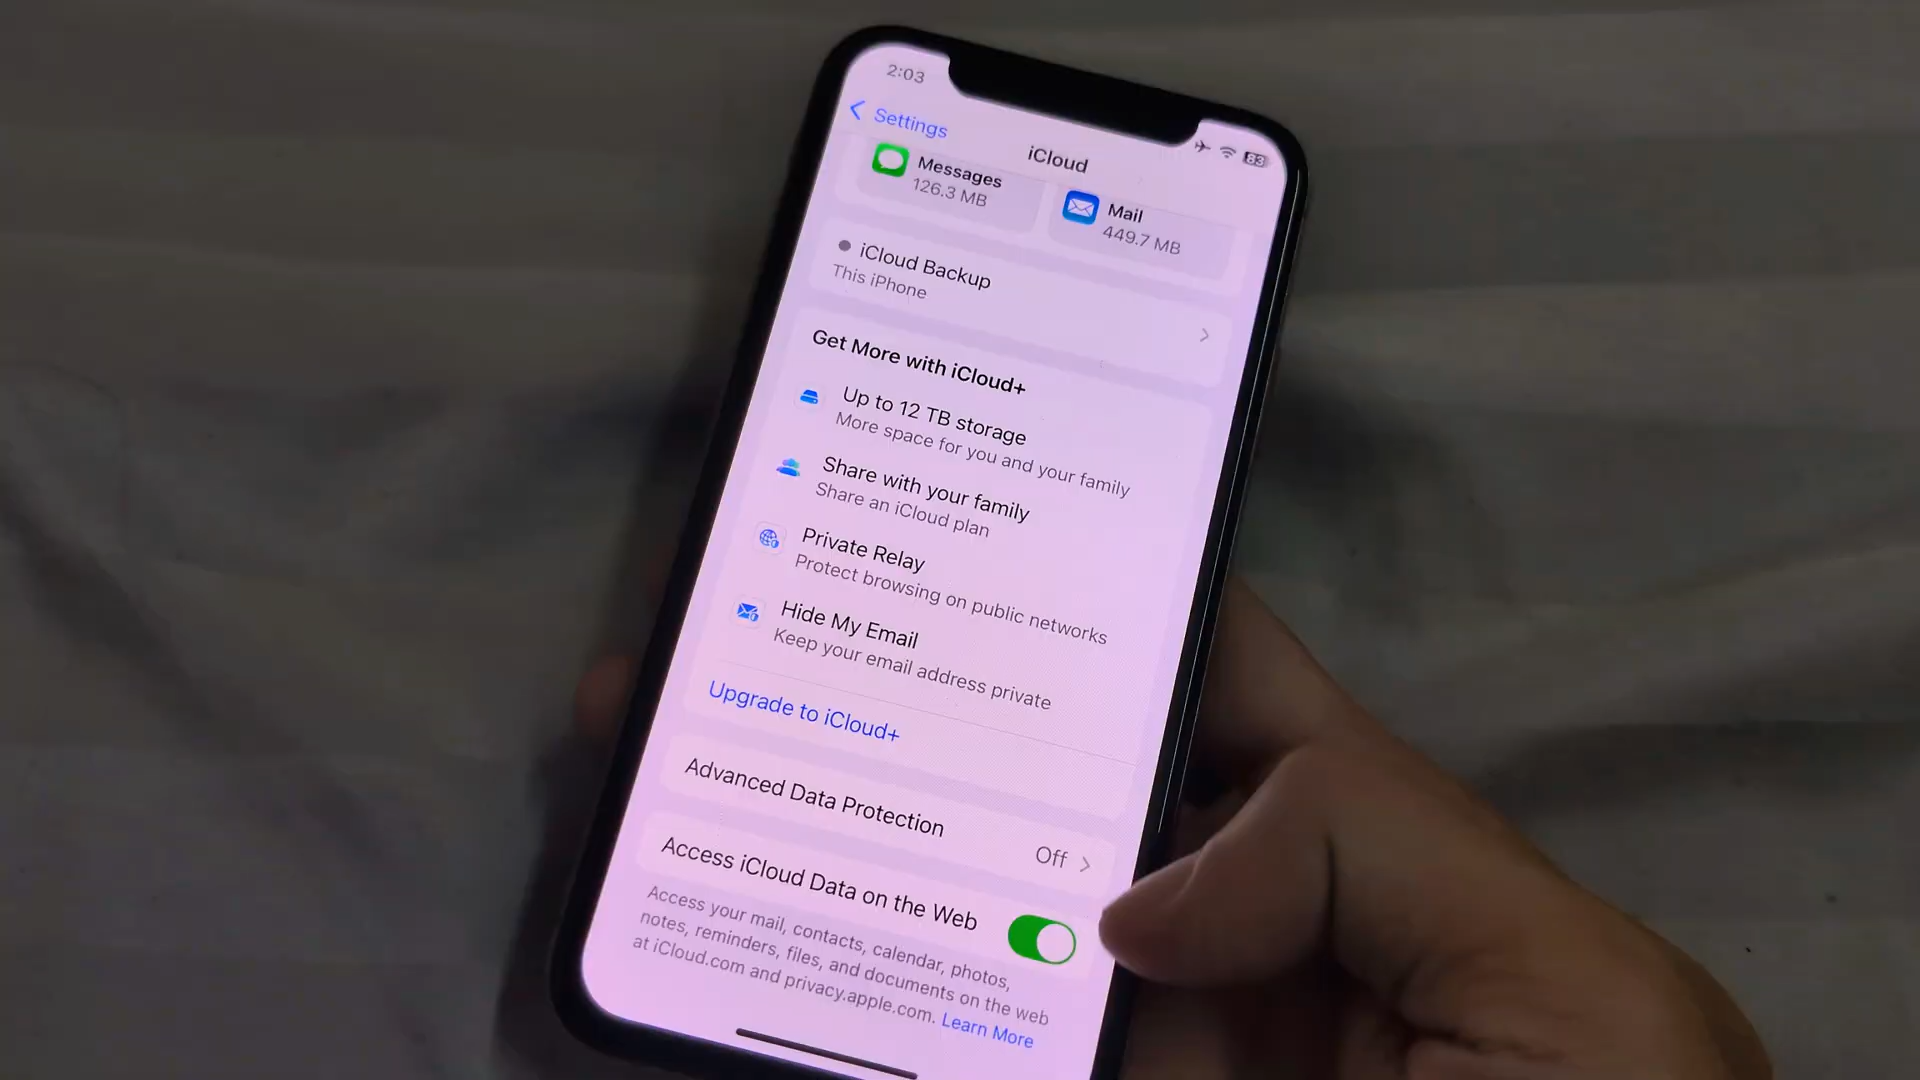 2:03
83
Settings
iCloud
Messages
126.3 MB
Mail
449.7 MB
iCloud Backup
This iPhone
Get More with iCloud+
Up to 12 TB storage
More space for you and your family
Share with your family
Share an iCloud plan
Private Relay
Protect browsing on public networks
Hide My Email
Keep your email address private
Upgrade to iCloud+
Advanced Data Protection
Off
Access iCloud Data on the Web
Access your mail, contacts, calendar, photos,
notes, reminders, files, and documents on the web
at iCloud.com and privacy.apple.com. Learn More